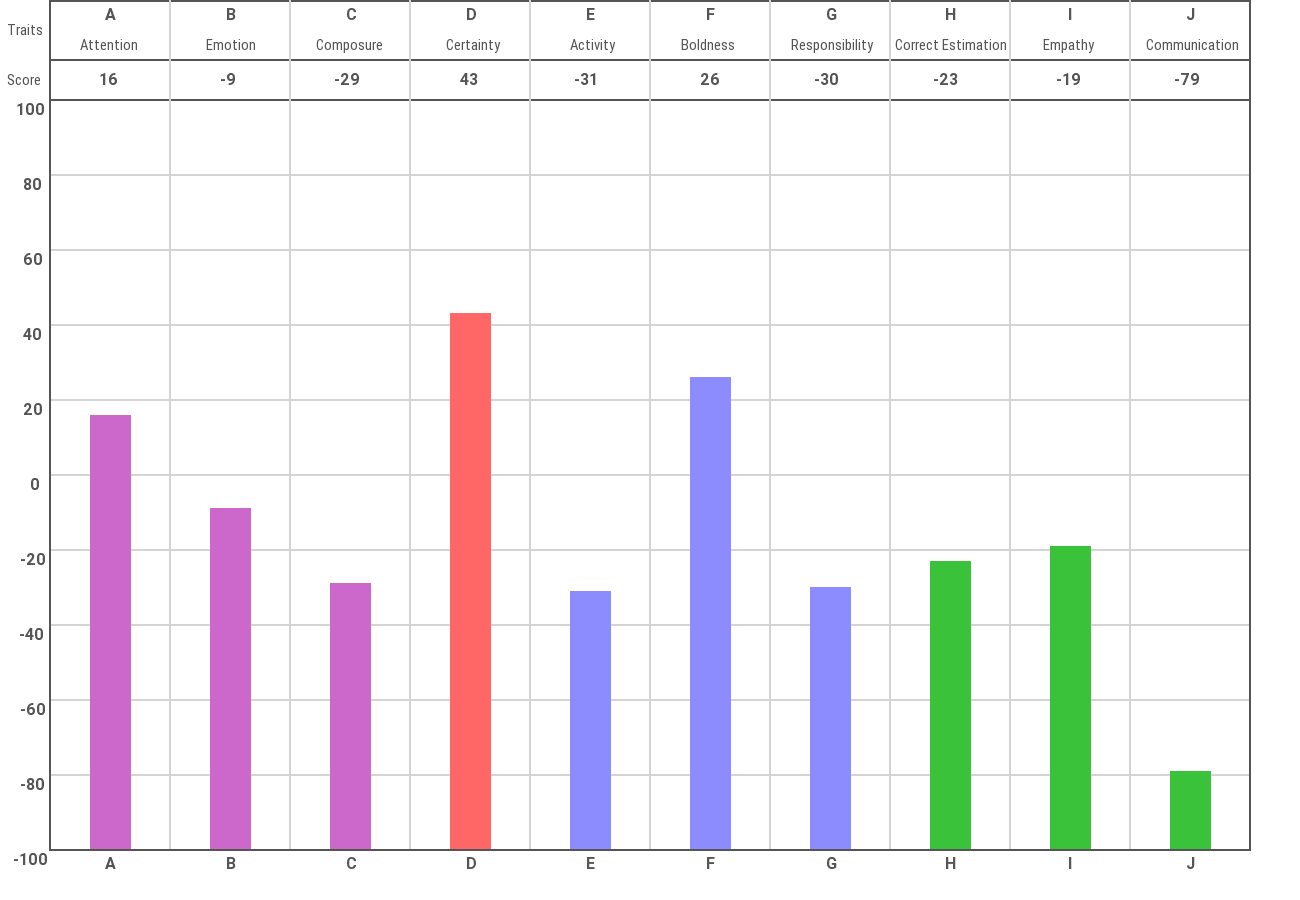 A B C D E F G H I J
Traits Attention Emotion Composure Certainty Activity Boldness Responsibility Correct Estimation Empathy Communication
Score 16 -9 -29 43 -31 26 -30 -23 -19 -79
100
80
60
40
20
0
-20
-40
-60
-80
-100
A B C D E F G H I J